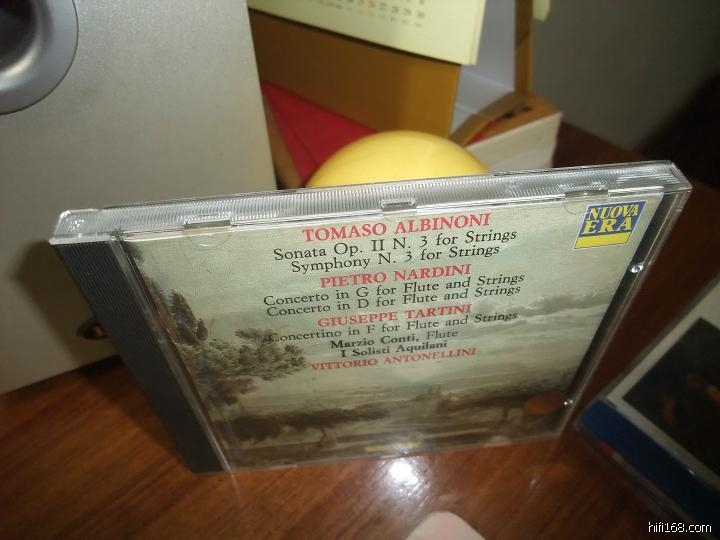 TOMASO ALBINONI
Sonata Op. II N. 3 for Strings
Symphony N. 3 for Strings
PIETRO NARDINI
Concerto in G for Flute and Strings
Concerto in D for Flute and Strings
GIUSEPPE TARTINI
Concertino in F for Flute and Strings
Marzio Conti, Flute
I Solisti Aquilani
VITTORIO ANTONELLINI
NUOVA
ERA
hifi168.com